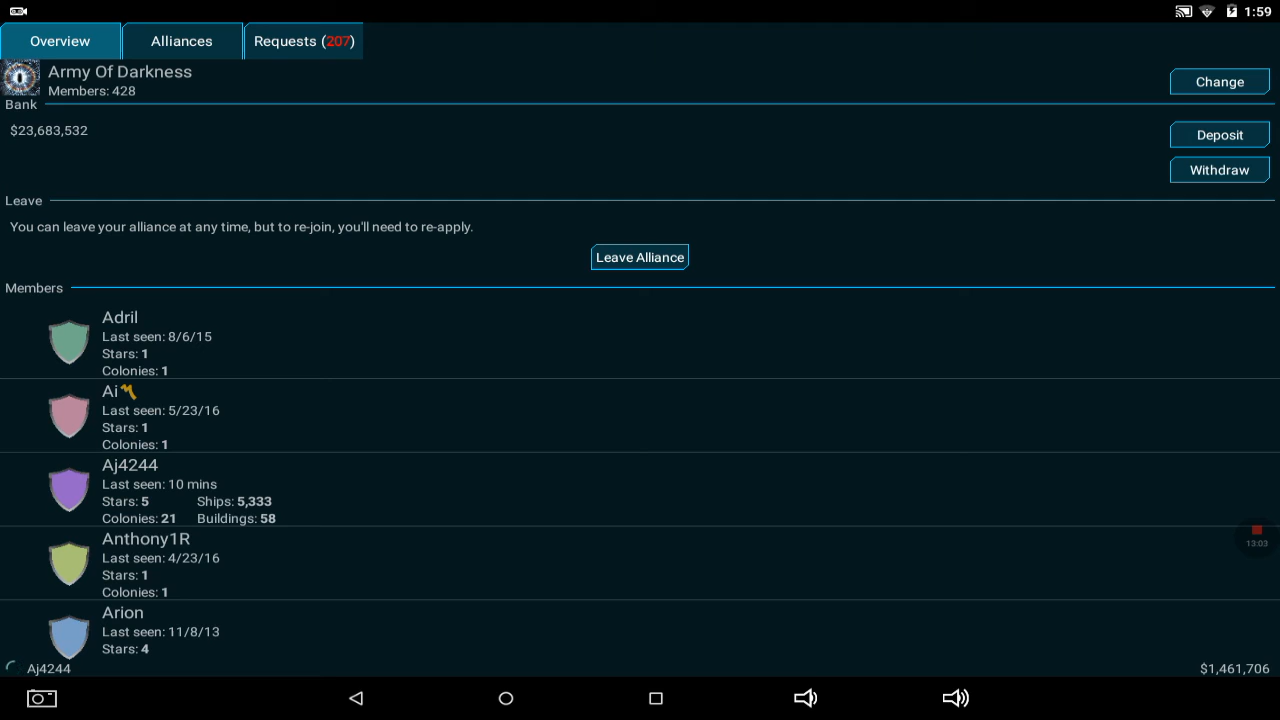 1:59
Overview
Alliances
Requests (207)
Army Of Darkness
Members: 428
Change
Bank
$23,683,532
Deposit
Withdraw
Leave
You can leave your alliance at any time, but to re-join, you'll need to re-apply.
Leave Alliance
Members
Adril
Last seen: 8/6/15
Stars: 1
Colonies: 1
Ai〽
Last seen: 5/23/16
Stars: 1
Colonies: 1
Aj4244
Last seen: 10 mins
Stars: 5 Ships: 5,333
Colonies: 21 Buildings: 58
Anthony1R
Last seen: 4/23/16
Stars: 1
Colonies: 1
13:03
Arion
Last seen: 11/8/13
Stars: 4
Aj4244
$1,461,706